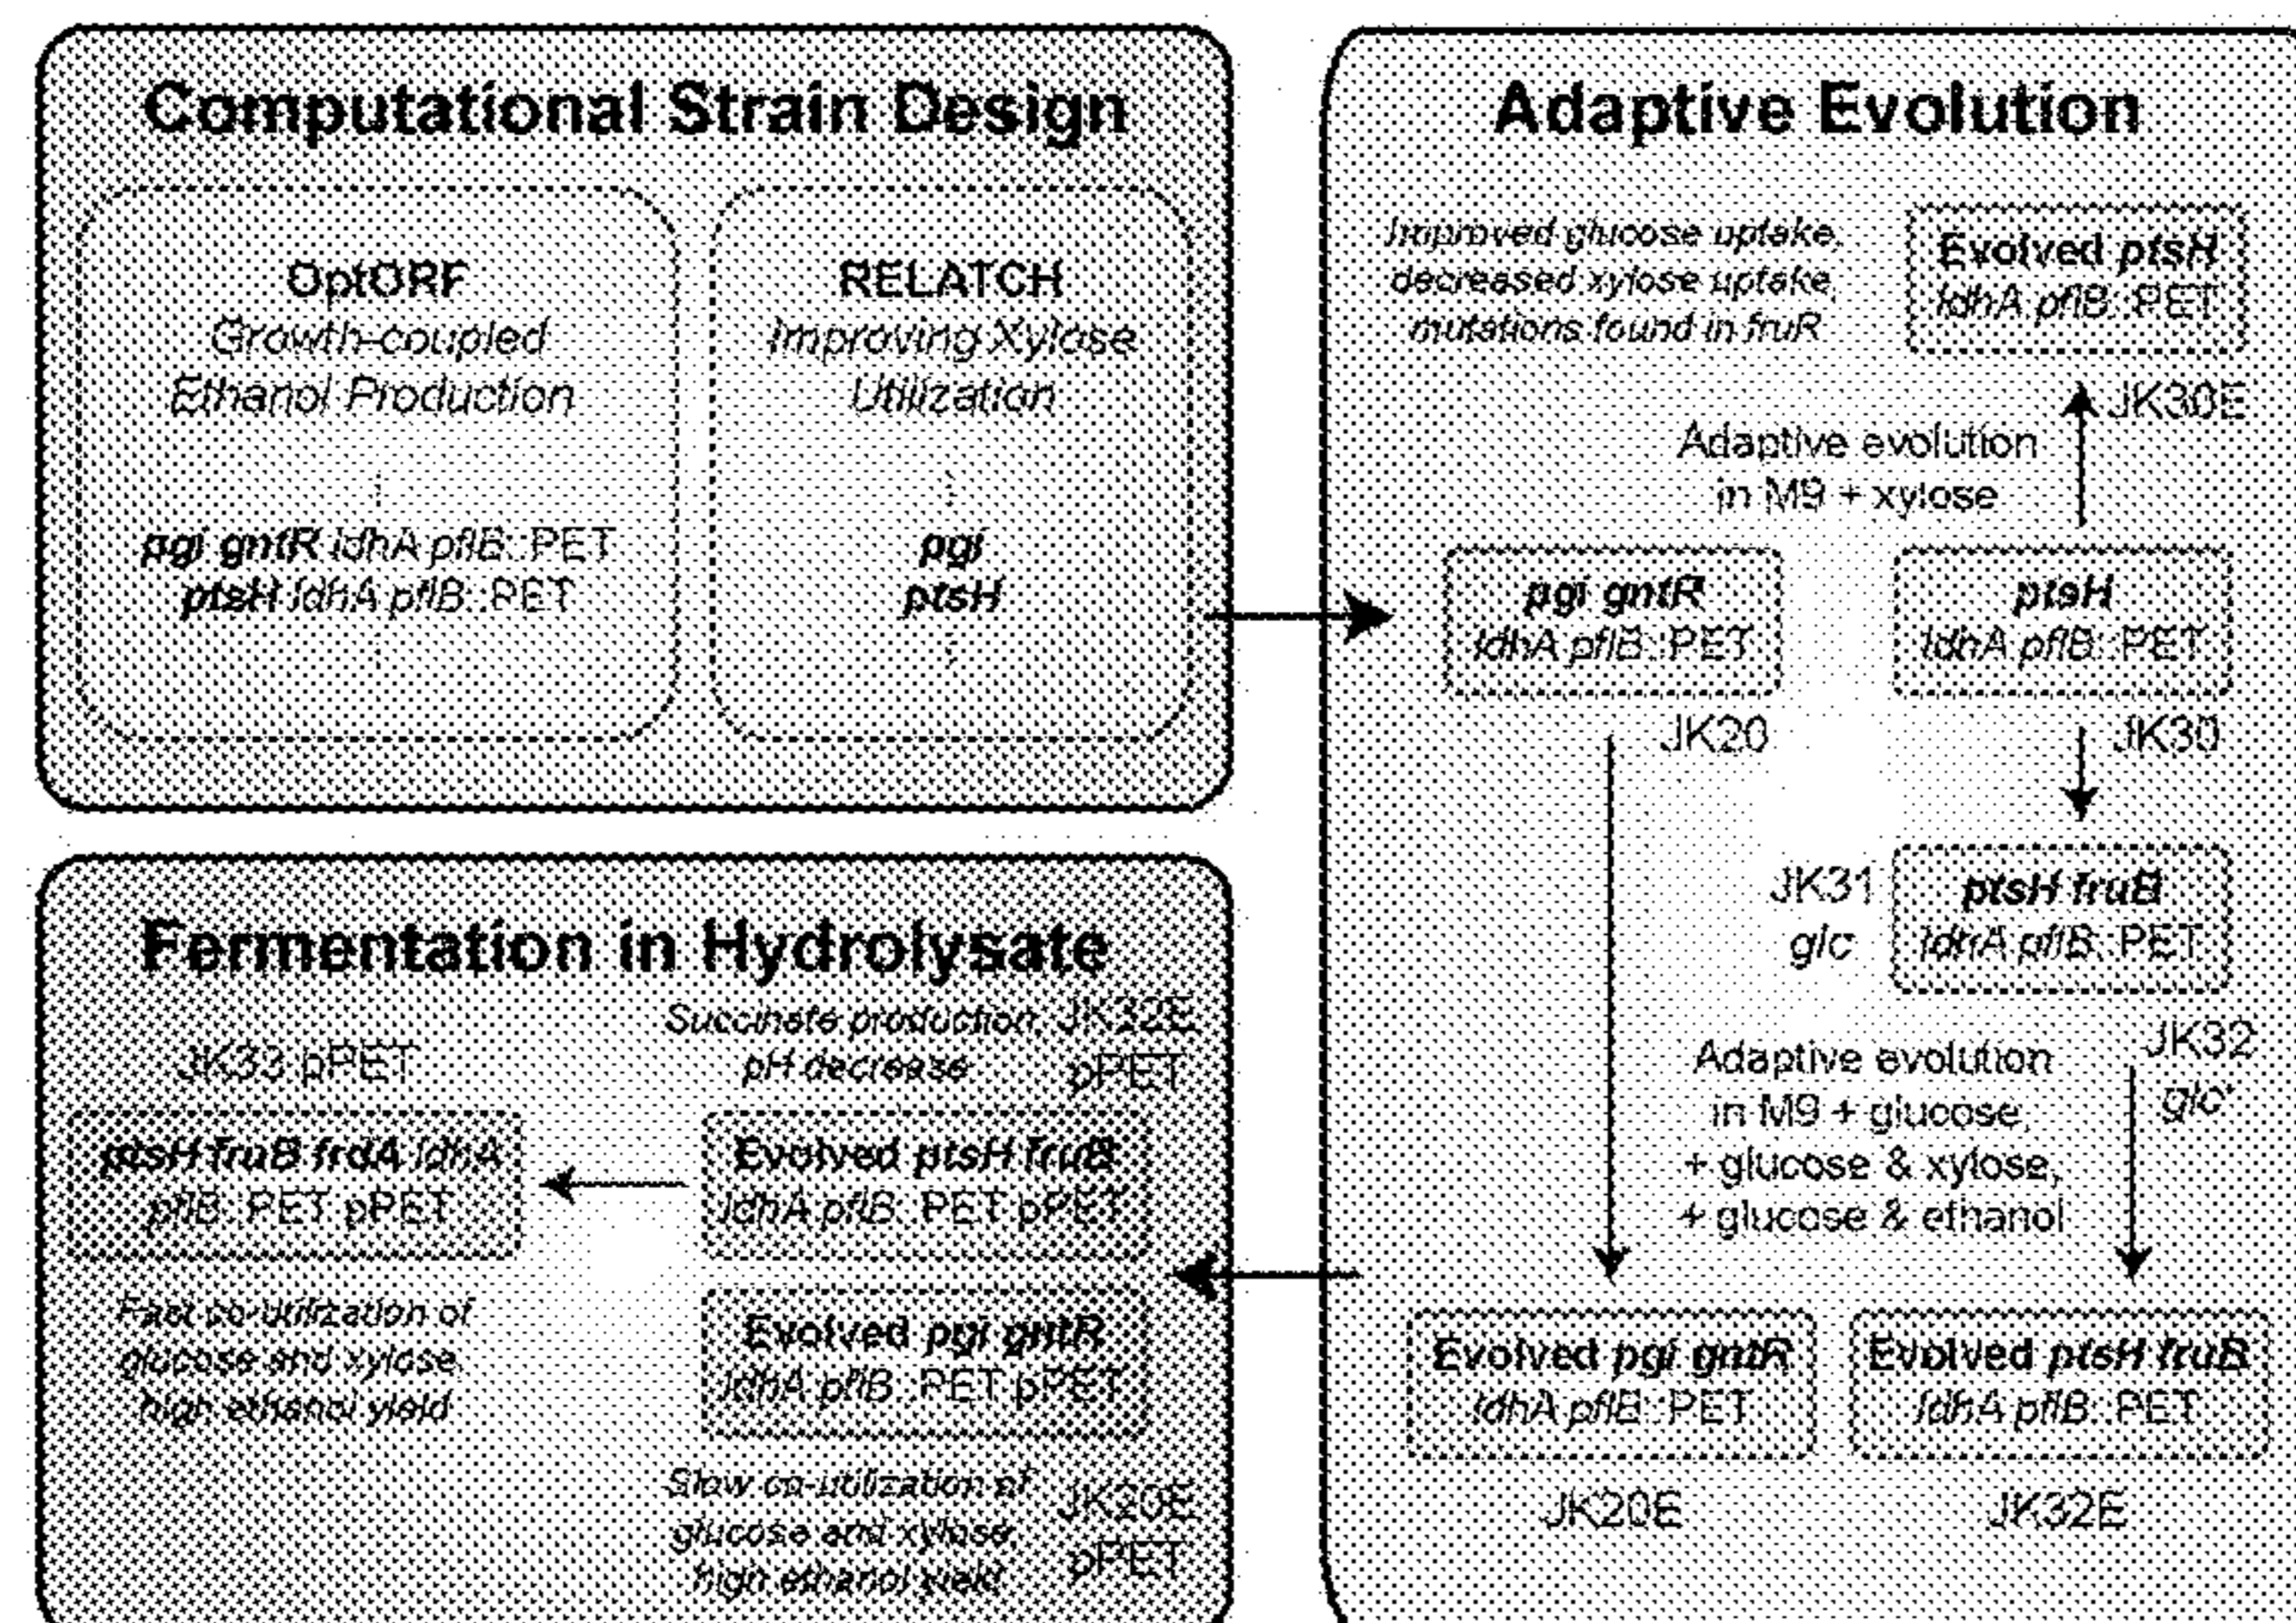 Computational Strain Design
OptORF
Growth-coupled
Ethanol Production
pgi gntR ldhA pflB::PET
ptsH ldhA pflB::PET
RELATCH
Improving Xylose
Utilization
pgi
ptsH
Adaptive Evolution
Improved glucose uptake,
decreased xylose uptake,
mutations found in fruR
Evolved ptsH
ldhA pflB::PET
JK30E
Adaptive evolution
in M9 + xylose
pgi gntR
ldhA pflB::PET
JK20
ptsH
ldhA pflB::PET
JK30
JK31
glc-
ptsH fruB
ldhA pflB::PET
JK32
glc+
Adaptive evolution
in M9 + glucose,
+ glucose & xylose,
+ glucose & ethanol
Evolved pgi gntR
ldhA pflB::PET
JK20E
Evolved ptsH fruB
ldhA pflB::PET
JK32E
Fermentation in Hydrolysate
Succinate production,
pH decrease
JK32E
pPET
JK33 pPET
ptsH fruB frdA ldhA
pflB::PET pPET
Evolved ptsH fruB
ldhA pflB::PET pPET
Fast co-utilization of
glucose and xylose,
high ethanol yield
Evolved pgi gntR
ldhA pflB::PET pPET
Slow co-utilization of
glucose and xylose,
high ethanol yield
JK20E
pPET